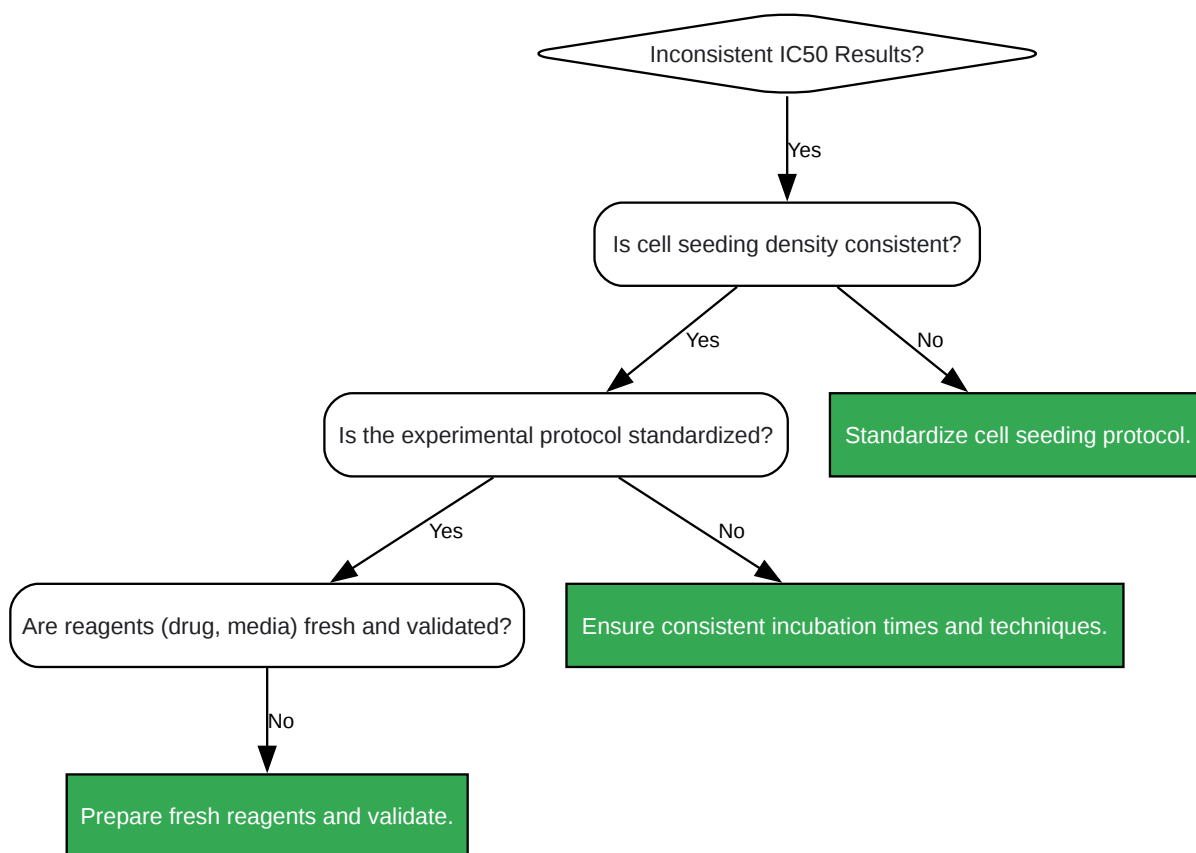 Inconsistent IC50 Results?
Yes
Is cell seeding density consistent?
Yes
No
Is the experimental protocol standardized?
Standardize cell seeding protocol.
Yes
No
Are reagents (drug, media) fresh and validated?
Ensure consistent incubation times and techniques.
No
Prepare fresh reagents and validate.